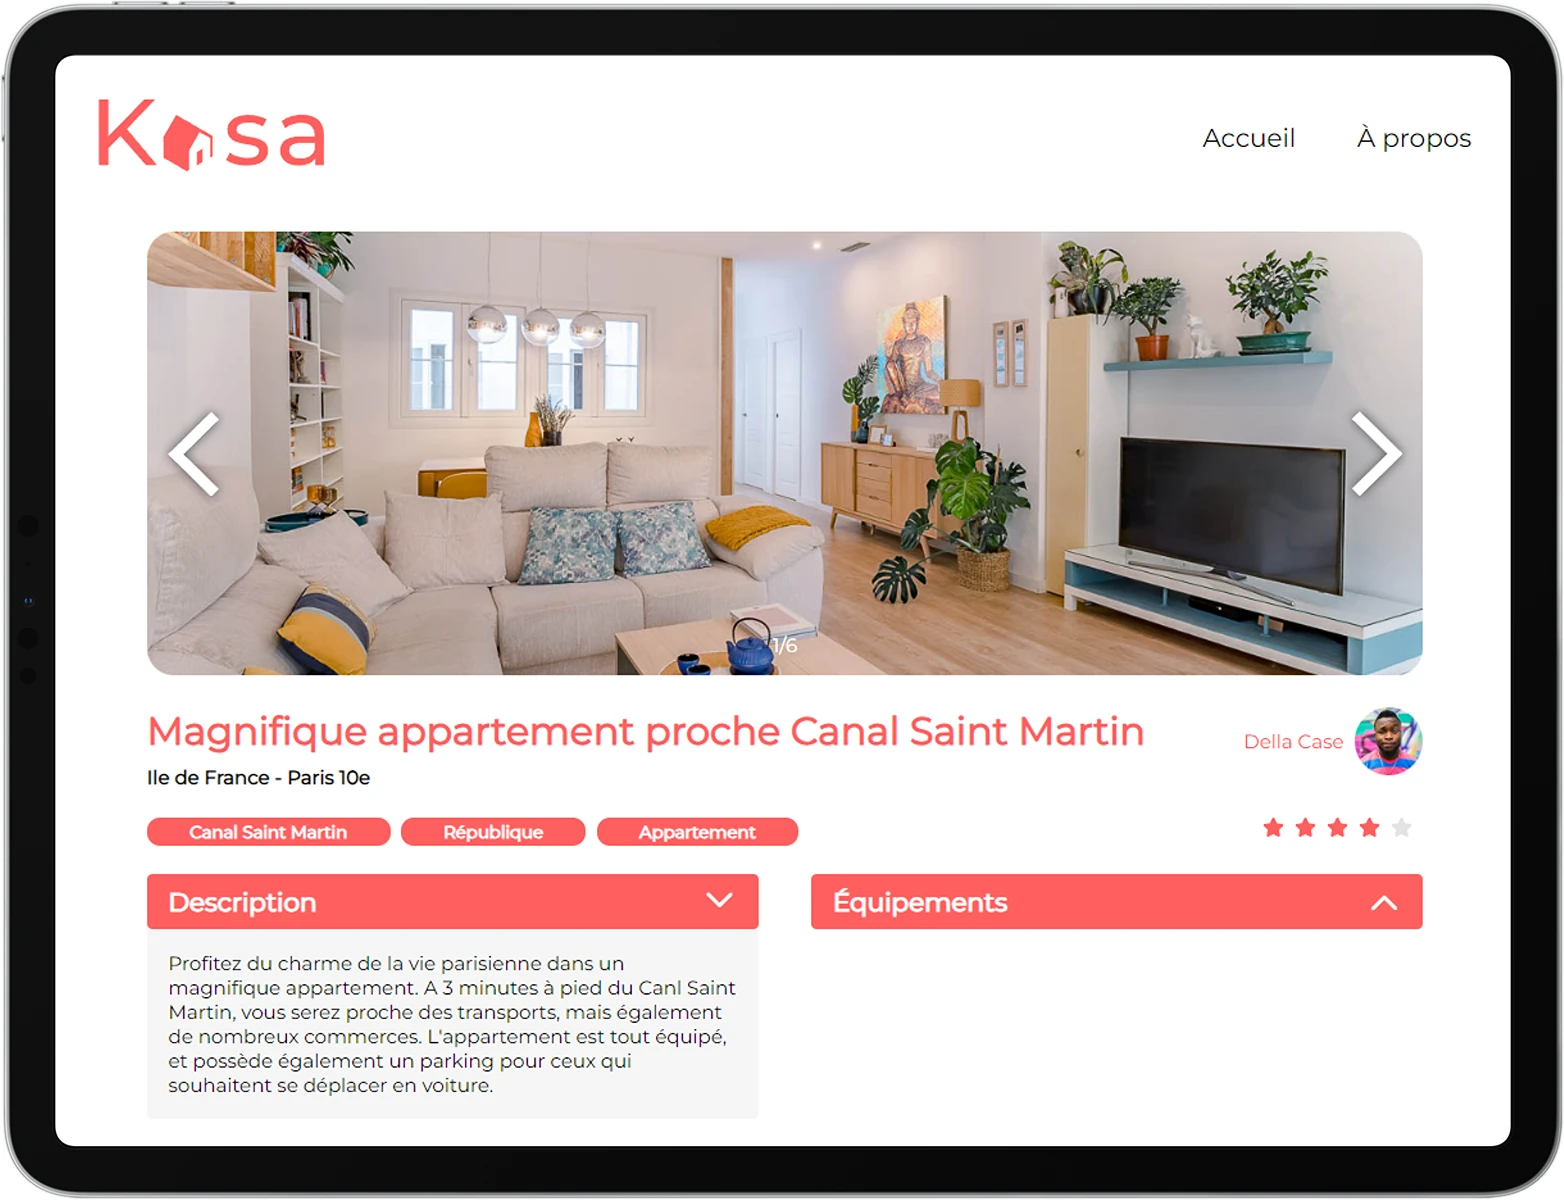 Kasa
Accueil
À propos
1/6
Magnifique appartement proche Canal Saint Martin
Della Case
Ile de France - Paris 10e
Canal Saint Martin
République
Appartement
Description
Équipements
Profitez du charme de la vie parisienne dans un
magnifique appartement. A 3 minutes à pied du Canl Saint
Martin, vous serez proche des transports, mais également
de nombreux commerces. L'appartement est tout équipé,
et possède également un parking pour ceux qui
souhaitent se déplacer en voiture.